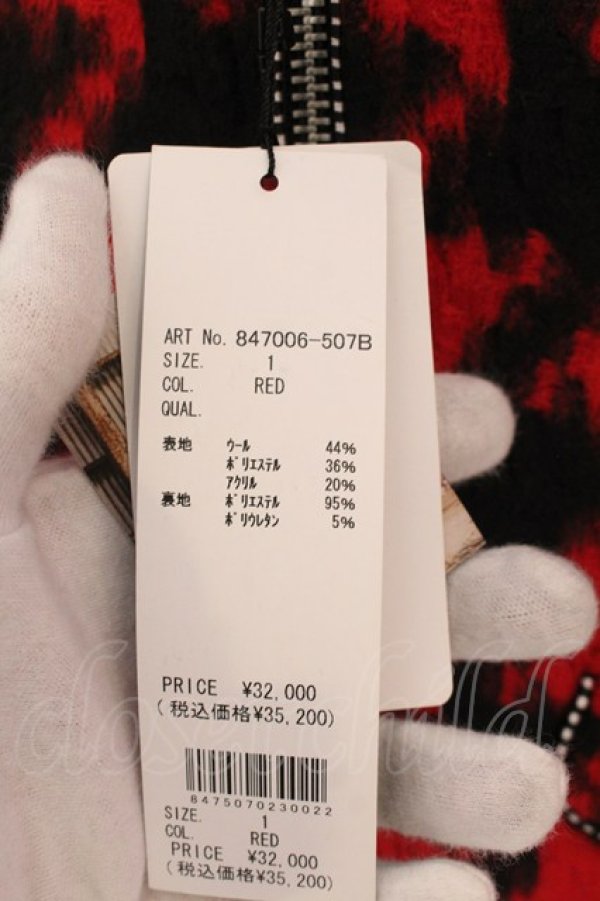 ART No. 847006-507B
SIZE. 1
COL. RED
QUAL.
表地 ウール 44%
ポリエステル 36%
アクリル 20%
裏地 ポリエステル 95%
ポリウレタン 5%
PRICE ¥32,000
(税込価格¥35,200)
8475070230022
SIZE. 1
COL. RED
PRICE ¥32,000
(税込価格¥35,200)
closet child